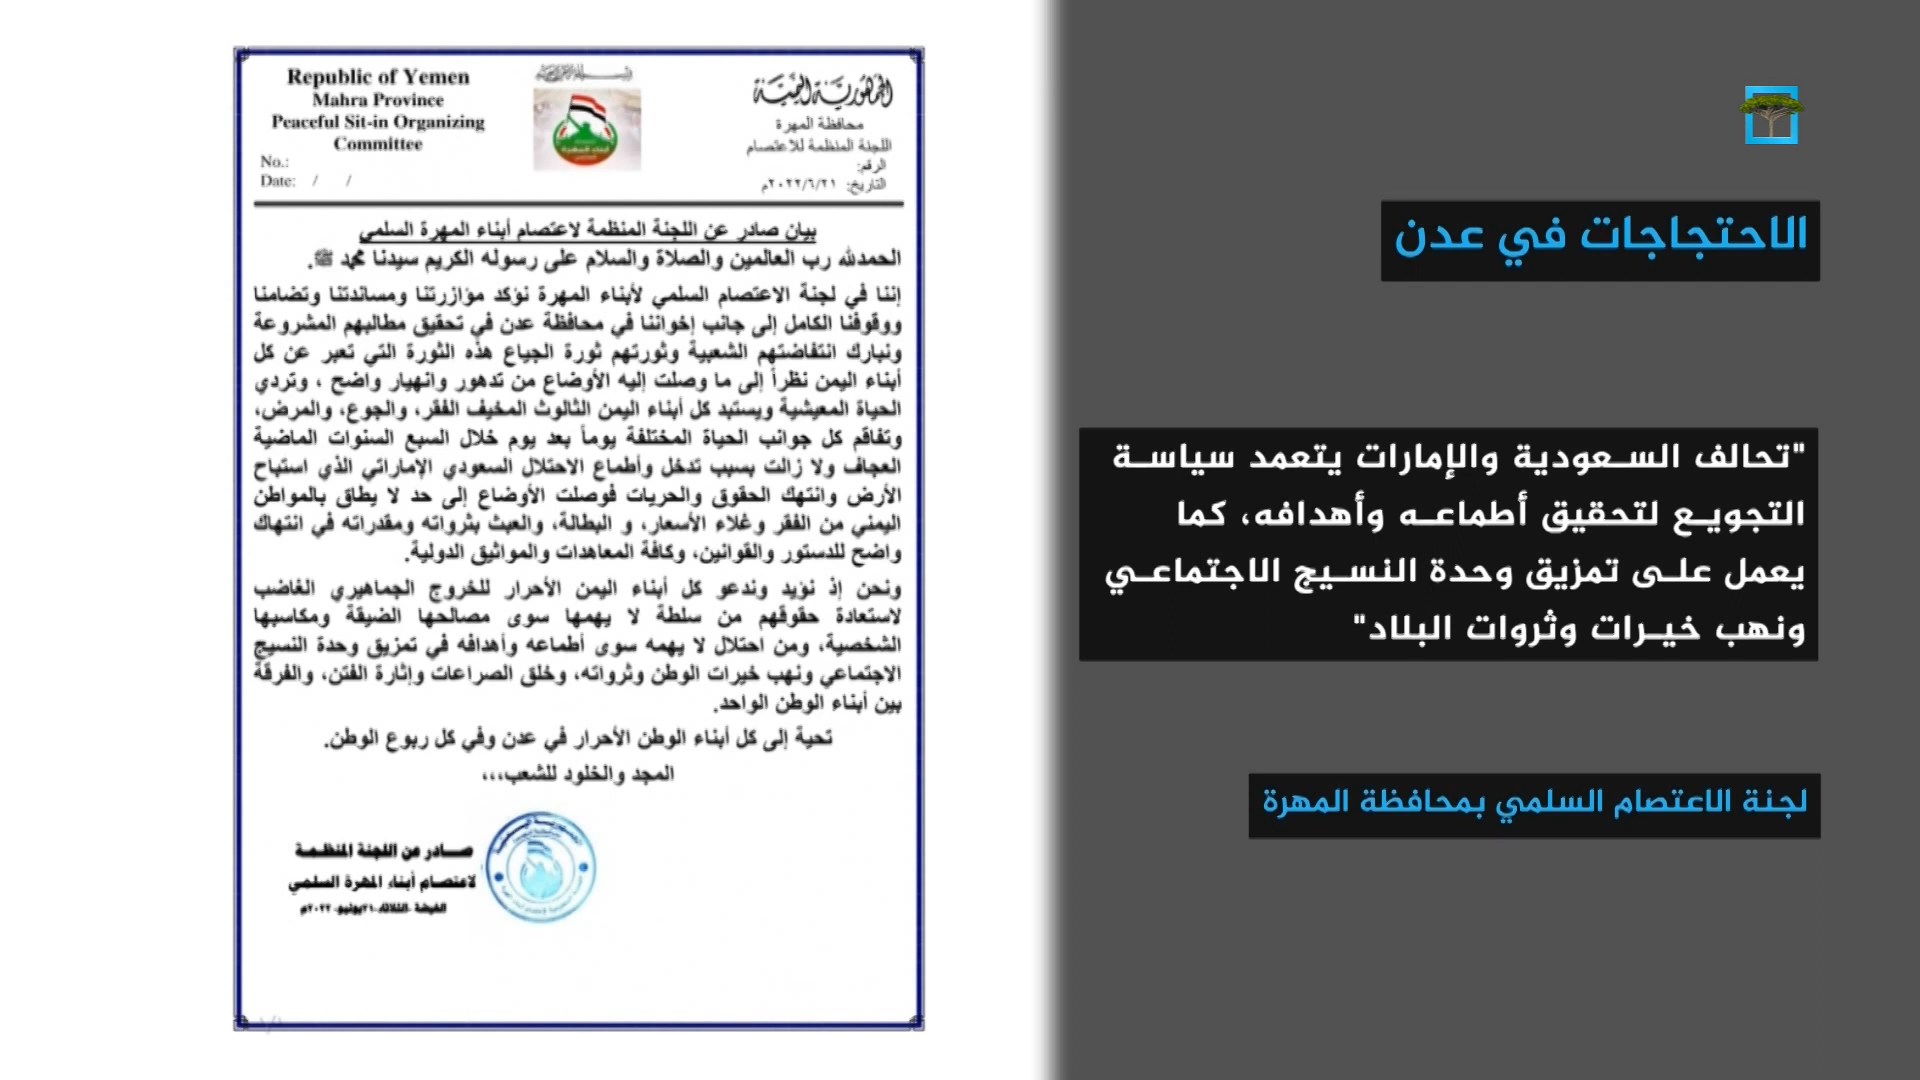 Republic of Yemen
Mahra Province
Peaceful Sit-in Organizing
Committee
No.:
Date: / /
الجمهورية اليمنية
محافظة المهرة
اللجنة المنظمة للاعتصام
الرقم:
التاريخ: ٢٠٢٢/٦/٢١م
بيان صادر عن اللجنة المنظمة لاعتصام أبناء المهرة السلمي
الحمدلله رب العالمين والصلاة والسلام على رسوله الكريم سيدنا محمد ﷺ.
إننا في لجنة الاعتصام السلمي لأبناء المهرة نؤكد مؤازرتنا ومساندتنا وتضامنا
ووقوفنا الكامل إلى جانب إخواننا في محافظة عدن في تحقيق مطالبهم المشروعة
ونبارك انتفاضتهم الشعبية وثورتهم ثورة الجياع هذه الثورة التي تعبر عن كل
أبناء اليمن نظراً إلى ما وصلت إليه الأوضاع من تدهور وانهيار واضح ، وتردي
الحياة المعيشية ويستبد كل أبناء اليمن الثالوث المخيف الفقر، والجوع، والمرض،
وتفاقم كل جوانب الحياة المختلفة يوماً بعد يوم خلال السبع السنوات الماضية
العجاف ولا زالت بسبب تدخل وأطماع الاحتلال السعودي الإماراتي الذي استباح
الأرض وانتهك الحقوق والحريات فوصلت الأوضاع إلى حد لا يطاق بالمواطن
اليمني من الفقر وغلاء الأسعار، و البطالة، والعبث بثرواته ومقدراته في انتهاك
واضح للدستور والقوانين، وكافة المعاهدات والمواثيق الدولية.
ونحن إذ نؤيد وندعو كل أبناء اليمن الأحرار للخروج الجماهيري الغاضب
لاستعادة حقوقهم من سلطة لا يهمها سوى مصالحها الضيقة ومكاسبها
الشخصية، ومن احتلال لا يهمه سوى أطماعه وأهدافه في تمزيق وحدة النسيج
الاجتماعي ونهب خيرات الوطن وثرواته، وخلق الصراعات وإثارة الفتن، والفرقة
بين أبناء الوطن الواحد.
تحية إلى كل أبناء الوطن الأحرار في عدن وفي كل ربوع الوطن.
المجد والخلود للشعب،،،
صادر عن اللجنة المنظمة
لاعتصام أبناء المهرة السلمي
الغيضة -الثلاثاء-٢١يونيو-٢٠٢٢م
الاحتجاجات في عدن
"تحالف السعودية والإمارات يتعمد سياسة
التجويع لتحقيق أطماعه وأهدافه، كما
يعمل على تمزيق وحدة النسيج الاجتماعي
ونهب خيرات وثروات البلاد"
لجنة الاعتصام السلمي بمحافظة المهرة